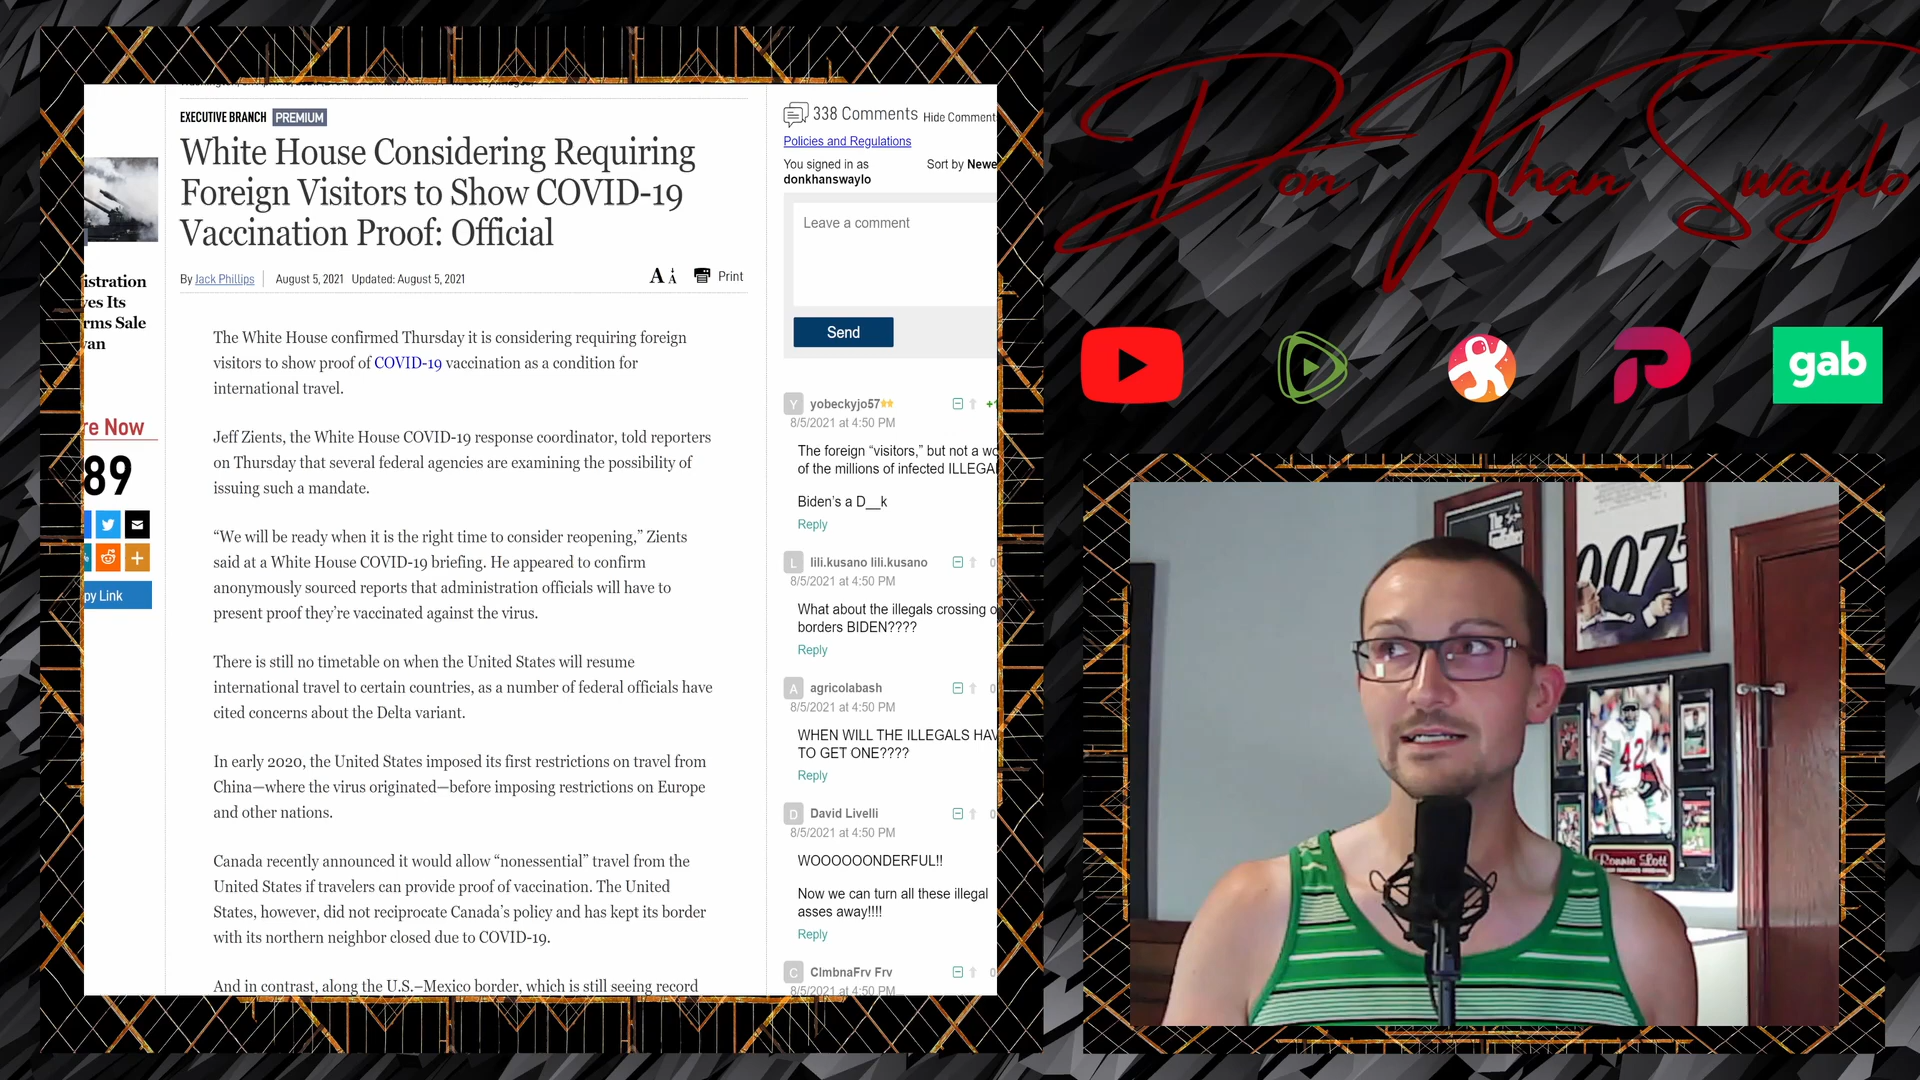 EXECUTIVE BRANCH PREMIUM
White House Considering Requiring
Foreign Visitors to Show COVID-19
Vaccination Proof: Official
By Jack Phillips August 5, 2021 Updated: August 5, 2021
A A Print
The White House confirmed Thursday it is considering requiring foreign
visitors to show proof of COVID-19 vaccination as a condition for
international travel.
Jeff Zients, the White House COVID-19 response coordinator, told reporters
on Thursday that several federal agencies are examining the possibility of
issuing such a mandate.
“We will be ready when it is the right time to consider reopening,” Zients
said at a White House COVID-19 briefing. He appeared to confirm
anonymously sourced reports that administration officials will have to
present proof they’re vaccinated against the virus.
There is still no timetable on when the United States will resume
international travel to certain countries, as a number of federal officials have
cited concerns about the Delta variant.
In early 2020, the United States imposed its first restrictions on travel from
China—where the virus originated—before imposing restrictions on Europe
and other nations.
Canada recently announced it would allow “nonessential” travel from the
United States if travelers can provide proof of vaccination. The United
States, however, did not reciprocate Canada’s policy and has kept its border
with its northern neighbor closed due to COVID-19.
And in contrast, along the U.S.–Mexico border, which is still seeing record
istration
ves Its
rms Sale
van
re Now
89
py Link
338 Comments Hide Comment
Policies and Regulations
You signed in as
donkhanswaylo
Sort by Newe
Leave a comment
Send
Y yobeckyjo57
+1
8/5/2021 at 4:50 PM
The foreign “visitors,” but not a wo
of the millions of infected ILLEGAL
Biden’s a D__k
Reply
L lili.kusano lili.kusano
0
8/5/2021 at 4:50 PM
What about the illegals crossing o
borders BIDEN????
Reply
A agricolabash
0
8/5/2021 at 4:50 PM
WHEN WILL THE ILLEGALS HAV
TO GET ONE????
Reply
D David Livelli
0
8/5/2021 at 4:50 PM
WOOOOOONDERFUL!!
Now we can turn all these illegal
asses away!!!!
Reply
C ClmbnaFrv Frv
0
8/5/2021 at 4:50 PM
Don Khan Swaylo
gab
007
42
Ronnie Lott